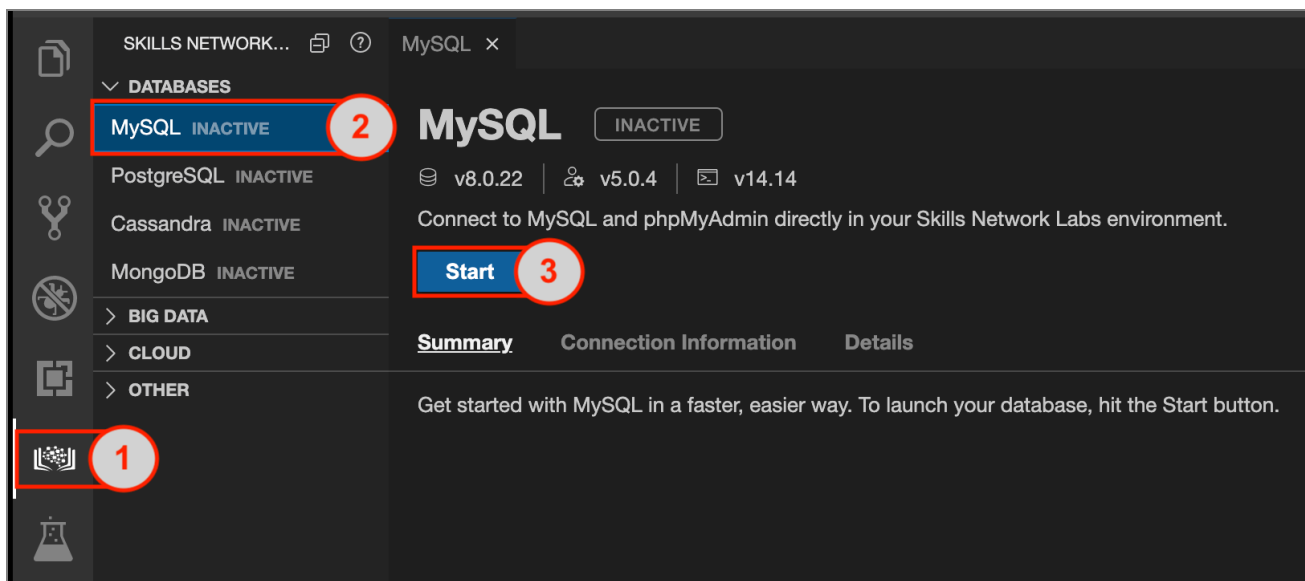 SKILLS NETWORK...
MySQL ×
DATABASES
MySQL INACTIVE
2
MySQL INACTIVE
PostgreSQL INACTIVE
v8.0.22 v5.0.4 v14.14
Cassandra INACTIVE
Connect to MySQL and phpMyAdmin directly in your Skills Network Labs environment.
MongoDB INACTIVE
Start
3
BIG DATA
CLOUD
OTHER
Summary Connection Information Details
Get started with MySQL in a faster, easier way. To launch your database, hit the Start button.
1